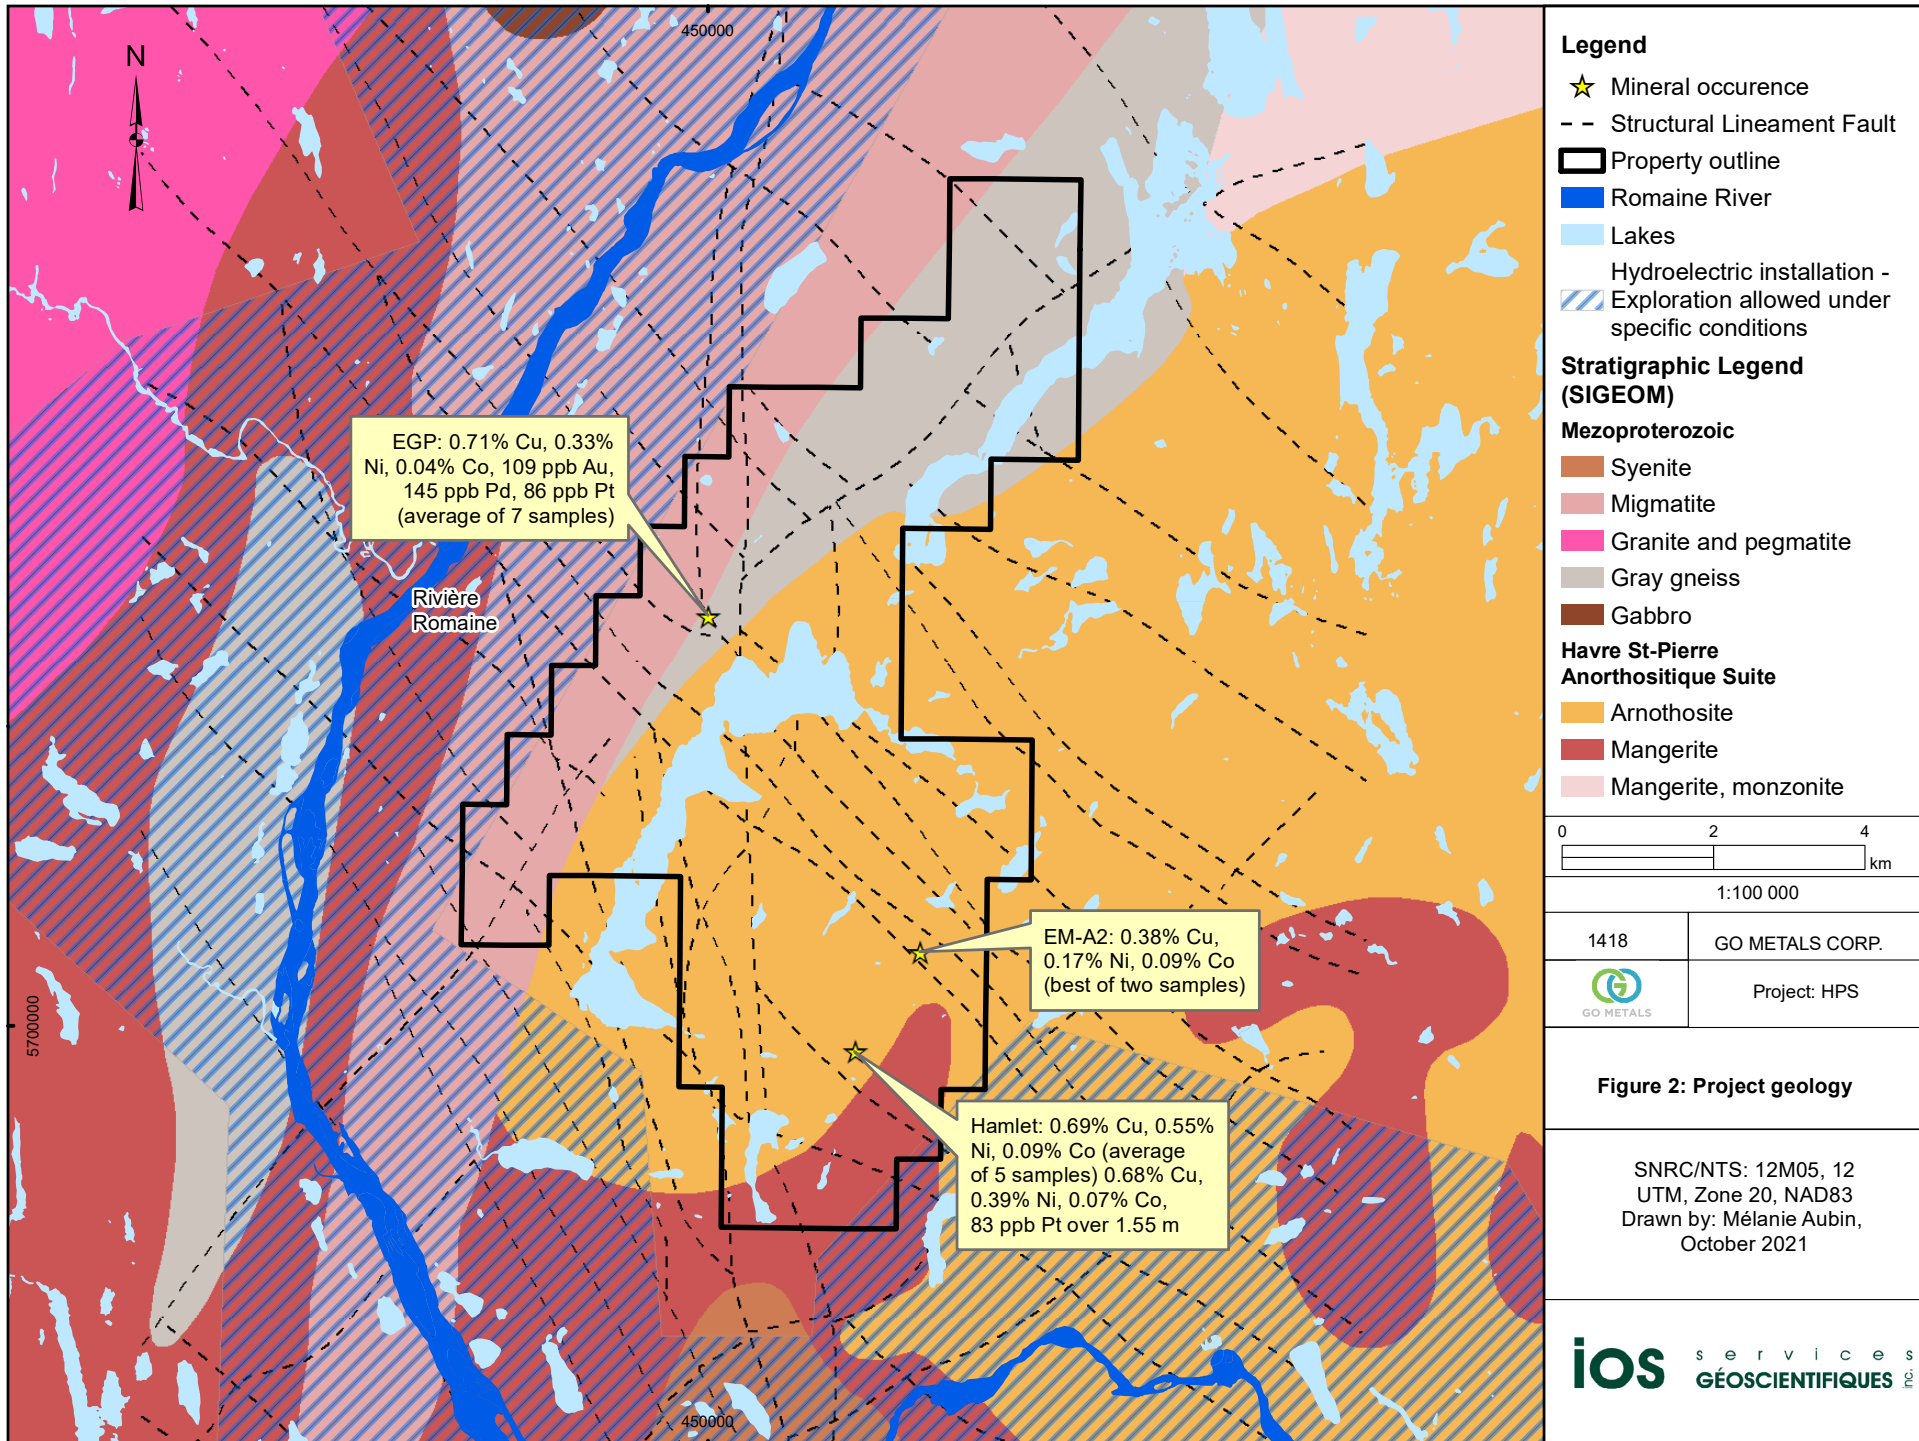 450000
N
EGP: 0.71% Cu, 0.33%
Ni, 0.04% Co, 109 ppb Au,
145 ppb Pd, 86 ppb Pt
(average of 7 samples)
Rivière
Romaine
EM-A2: 0.38% Cu,
0.17% Ni, 0.09% Co
(best of two samples)
5700000
Hamlet: 0.69% Cu, 0.55%
Ni, 0.09% Co (average
of 5 samples) 0.68% Cu,
0.39% Ni, 0.07% Co,
83 ppb Pt over 1.55 m
450000
Legend
Mineral occurence
Structural Lineament Fault
Property outline
Romaine River
Lakes
Hydroelectric installation -
Exploration allowed under
specific conditions
Stratigraphic Legend
(SIGEOM)
Mezoproterozoic
Syenite
Migmatite
Granite and pegmatite
Gray gneiss
Gabbro
Havre St-Pierre
Anorthositique Suite
Arnothosite
Mangerite
Mangerite, monzonite
0 2 4
km
1:100 000
1418
GO METALS CORP.
GO METALS
Project: HPS
Figure 2: Project geology
SNRC/NTS: 12M05, 12
UTM, Zone 20, NAD83
Drawn by: Mélanie Aubin,
October 2021
ios services
GÉOSCIENTIFIQUES inc.